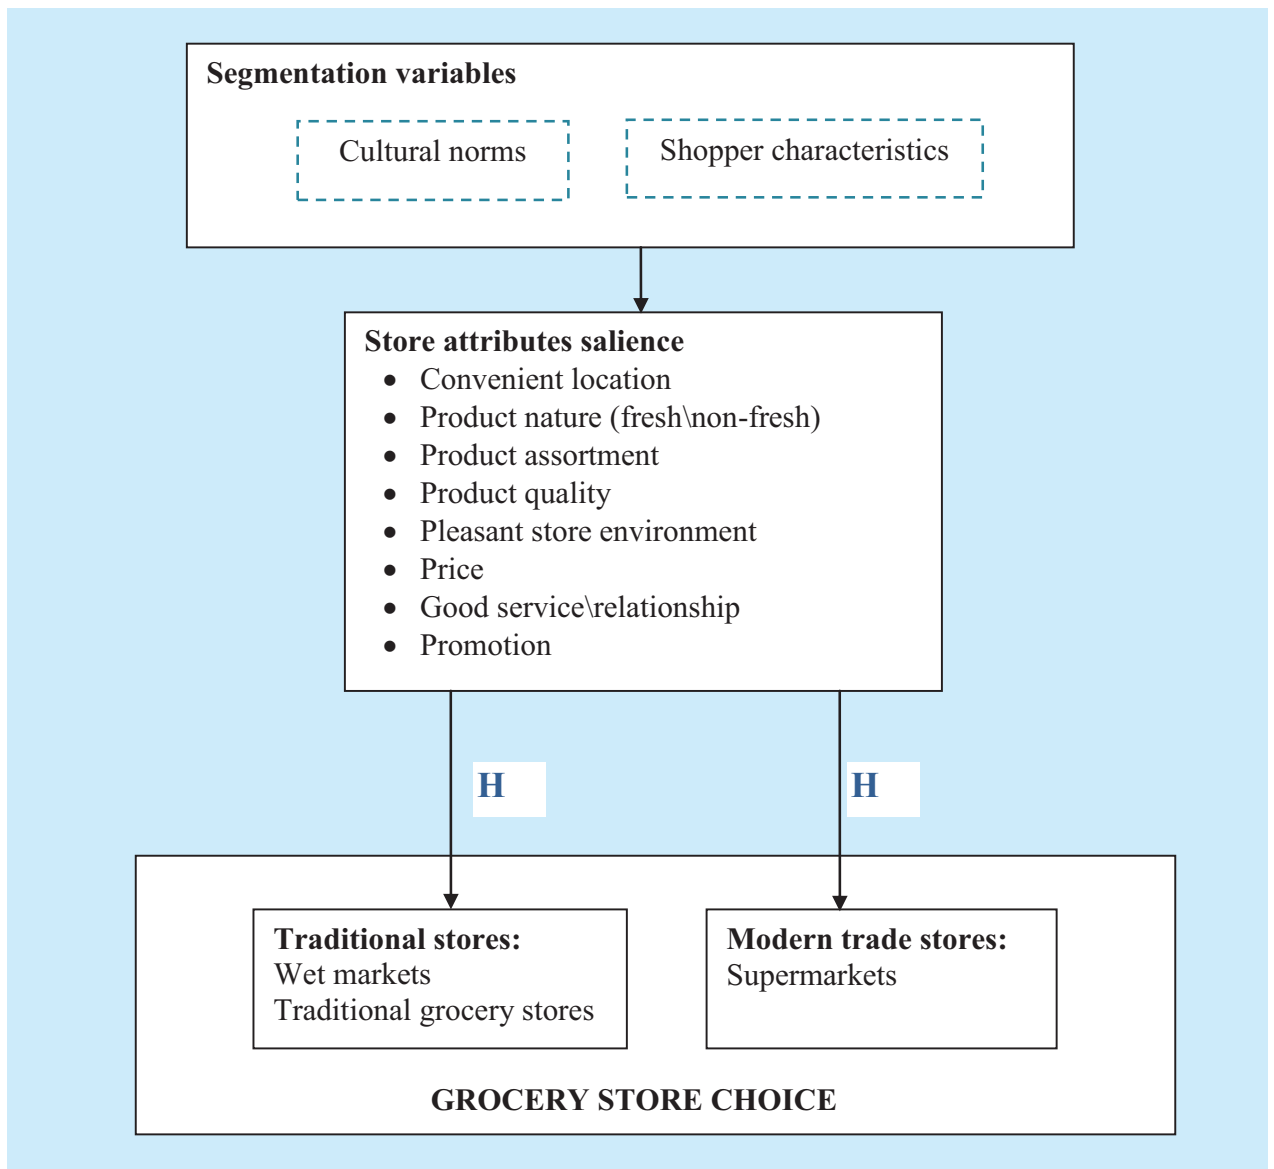 Segmentation variables
Cultural norms
Shopper characteristics
Store attributes salience
• Convenient location
• Product nature (fresh\non-fresh)
• Product assortment
• Product quality
• Pleasant store environment
• Price
• Good service\relationship
• Promotion
H
H
Traditional stores:
Wet markets
Traditional grocery stores
Modern trade stores:
Supermarkets
GROCERY STORE CHOICE